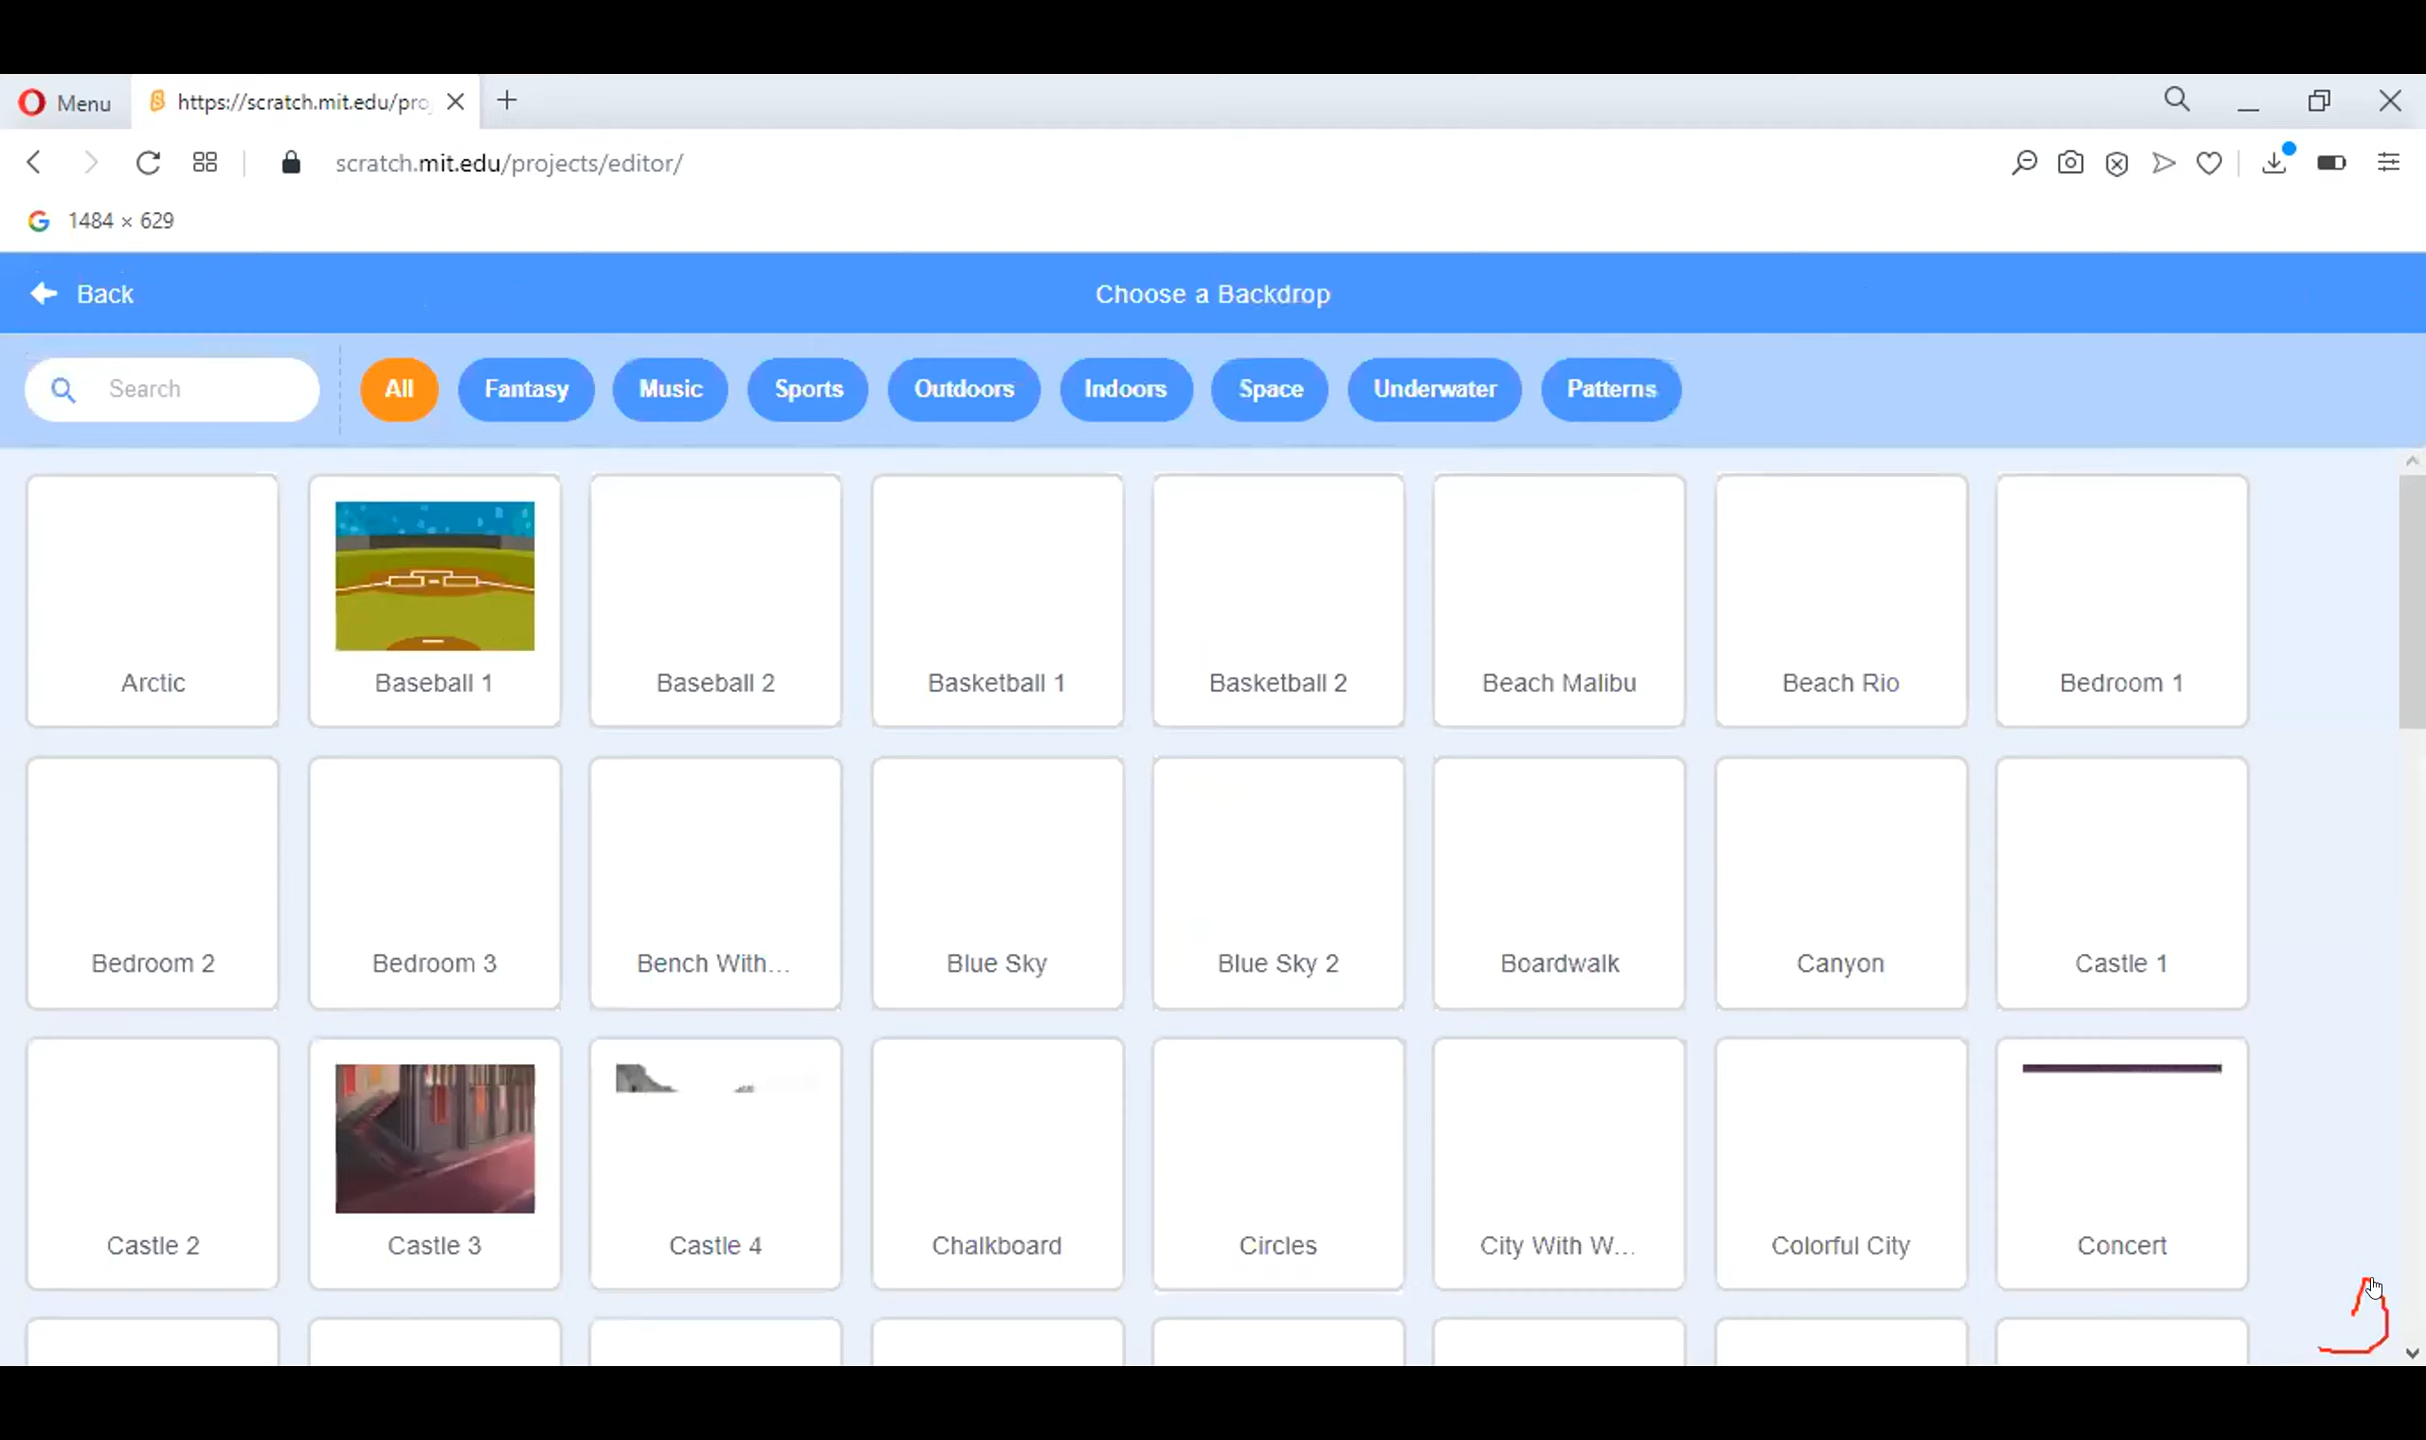 Menu https://scratch.mit.edu/pro
scratch.mit.edu/projects/editor/
1484 × 629
Back Choose a Backdrop
Search All Fantasy Music Sports Outdoors Indoors Space Underwater Patterns
Arctic Baseball 1 Baseball 2 Basketball 1 Basketball 2 Beach Malibu Beach Rio Bedroom 1
Bedroom 2 Bedroom 3 Bench With... Blue Sky Blue Sky 2 Boardwalk Canyon Castle 1
Castle 2 Castle 3 Castle 4 Chalkboard Circles City With W... Colorful City Concert